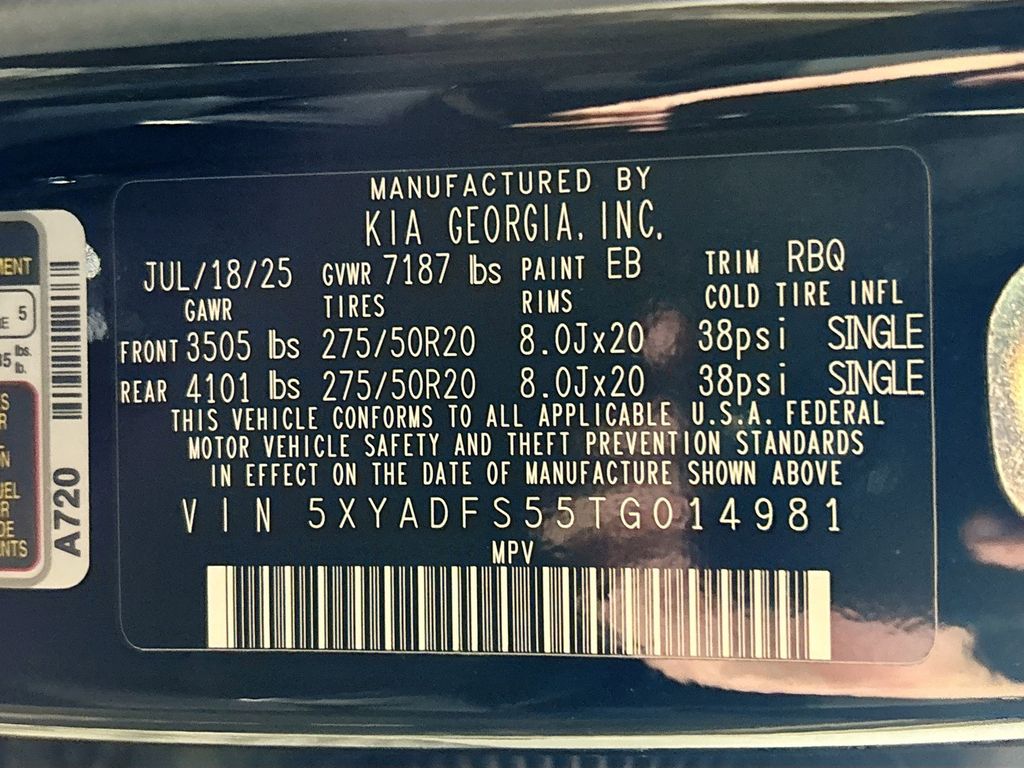 MANUFACTURED BY
KIA GEORGIA, INC.
JUL/18/25 GVWR 7187 lbs PAINT EB TRIM RBQ
GAWR TIRES RIMS COLD TIRE INFL
FRONT 3505 lbs 275/50R20 8.0Jx20 38psi SINGLE
REAR 4101 lbs 275/50R20 8.0Jx20 38psi SINGLE
THIS VEHICLE CONFORMS TO ALL APPLICABLE U.S.A. FEDERAL
MOTOR VEHICLE SAFETY AND THEFT PREVENTION STANDARDS
IN EFFECT ON THE DATE OF MANUFACTURE SHOWN ABOVE
VIN 5XYADFS55TG014981
MPV
5
lbs.
lb.
A720